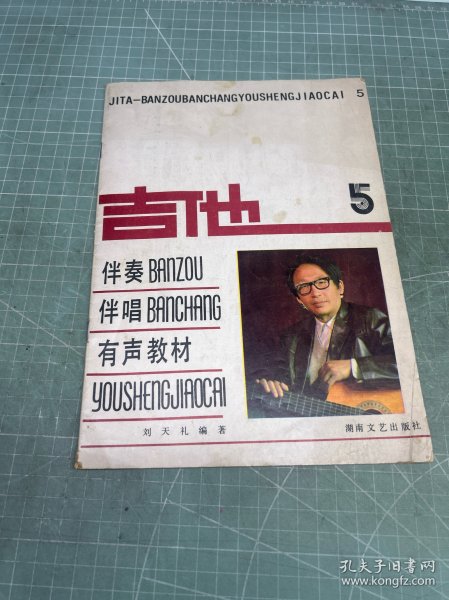 JITA-BANZOUBANCHANGYOUSHENGJIAOCAI 5
吉他 5
伴奏 BANZOU
伴唱 BANCHANG
有声教材
YOUSHENGJIAOCAI
刘天礼编著
湖南文艺出版社
孔夫子旧书网
www.kongfz.com